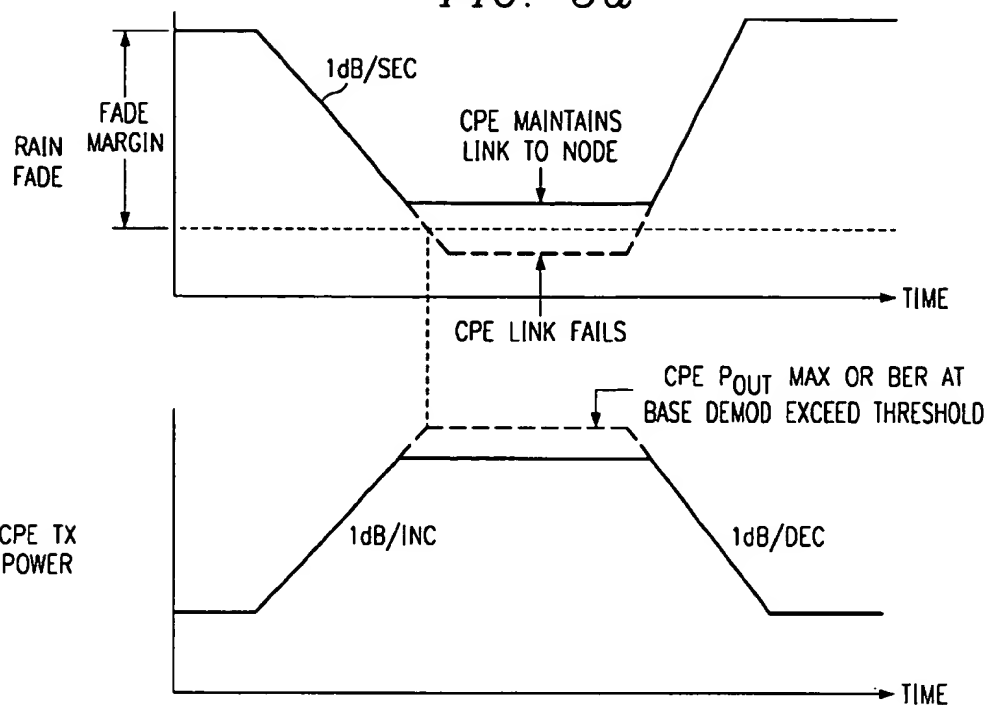 1dB/SEC
FADE
MARGIN
RAIN
FADE
CPE MAINTAINS
LINK TO NODE
TIME
CPE LINK FAILS
CPE POUT MAX OR BER AT
BASE DEMOD EXCEED THRESHOLD
CPE TX
POWER
1dB/INC
1dB/DEC
TIME